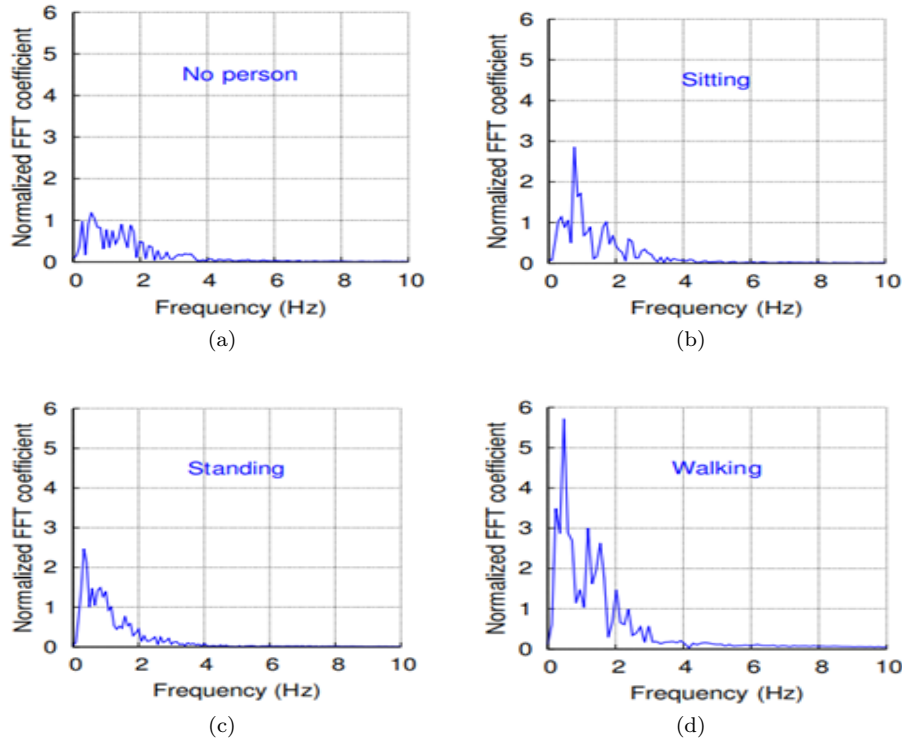 Normalized FFT coefficient
6
5
4
3
2
1
0
No person
0 2 4 6 8 10
Frequency (Hz)
(a)
Normalized FFT coefficient
6
5
4
3
2
1
0
Sitting
0 2 4 6 8 10
Frequency (Hz)
(b)
Normalized FFT coefficient
6
5
4
3
2
1
0
Standing
0 2 4 6 8 10
Frequency (Hz)
(c)
Normalized FFT coefficient
6
5
4
3
2
1
0
Walking
0 2 4 6 8 10
Frequency (Hz)
(d)